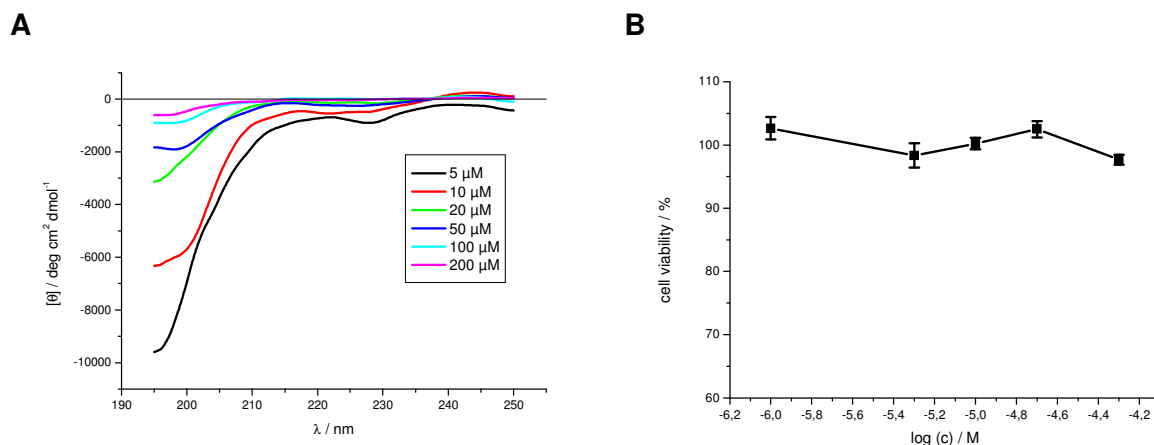 A
0
-2000
-4000
-6000
-8000
-10000
[θ] / deg cm² dmol⁻¹
190 200 210 220 230 240 250
λ / nm
5 µM
10 µM
20 µM
50 µM
100 µM
200 µM
B
110
100
90
80
70
60
cell viability / %
-6,2 -6,0 -5,8 -5,6 -5,4 -5,2 -5,0 -4,8 -4,6 -4,4 -4,2
log (c) / M